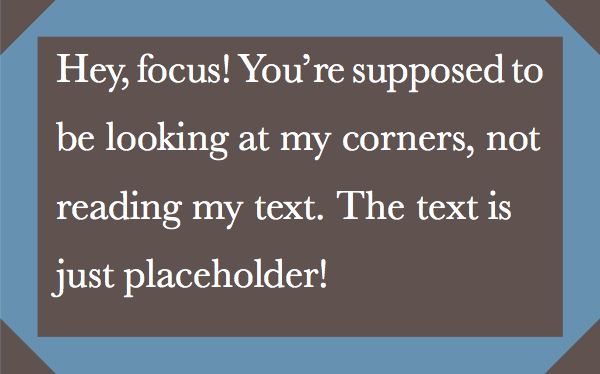 Hey, focus! You’re supposed to
be looking at my corners, not
reading my text. The text is
just placeholder!